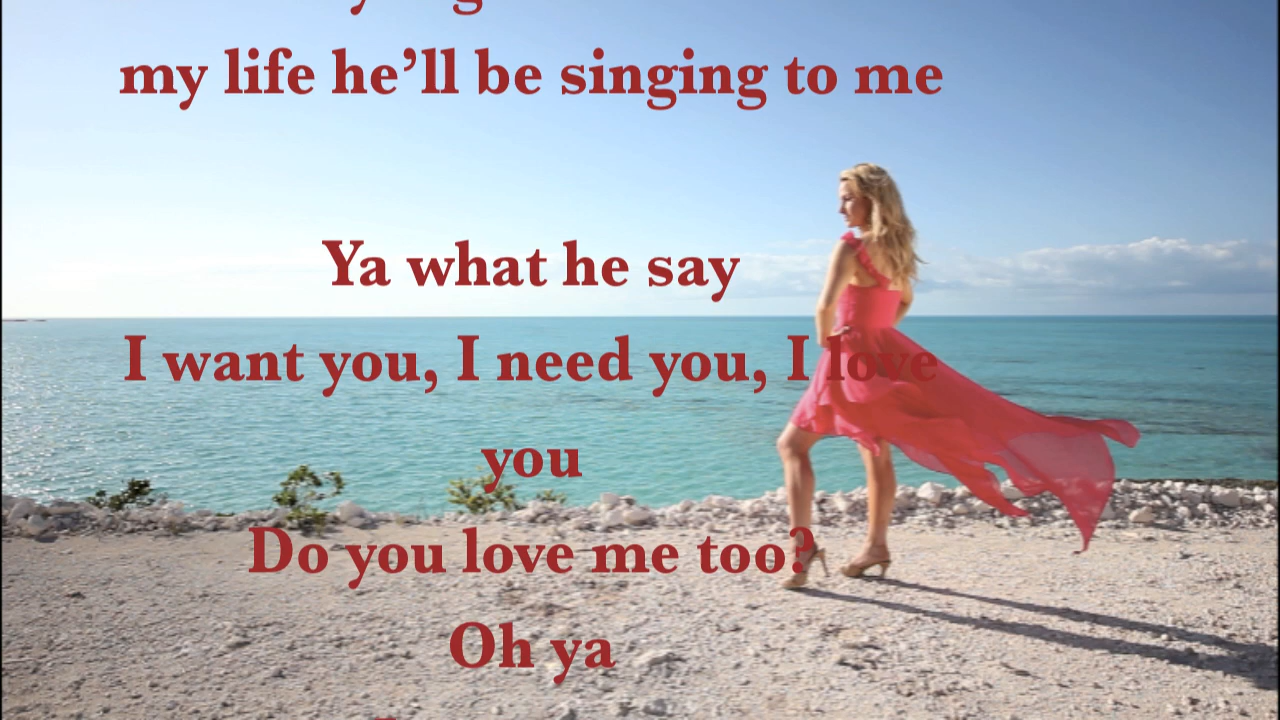 my life he’ll be singing to me
Ya what he say
I want you, I need you, I love
you
Do you love me too?
Oh ya